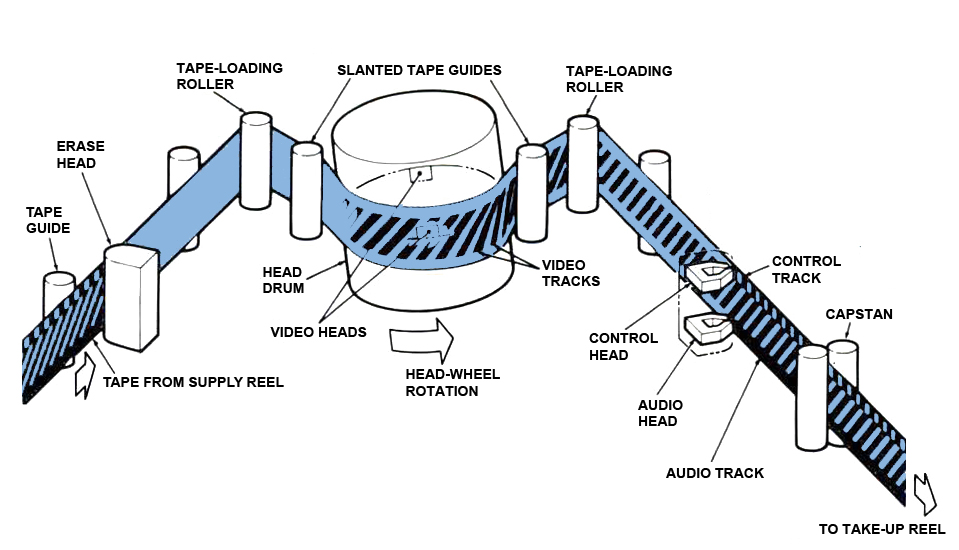 TAPE-LOADING
ROLLER
SLANTED TAPE GUIDES
TAPE-LOADING
ROLLER
ERASE
HEAD
TAPE
GUIDE
HEAD
DRUM
VIDEO
TRACKS
CONTROL
TRACK
VIDEO HEADS
CONTROL
HEAD
CAPSTAN
TAPE FROM SUPPLY REEL
HEAD-WHEEL
ROTATION
AUDIO
HEAD
AUDIO TRACK
TO TAKE-UP REEL